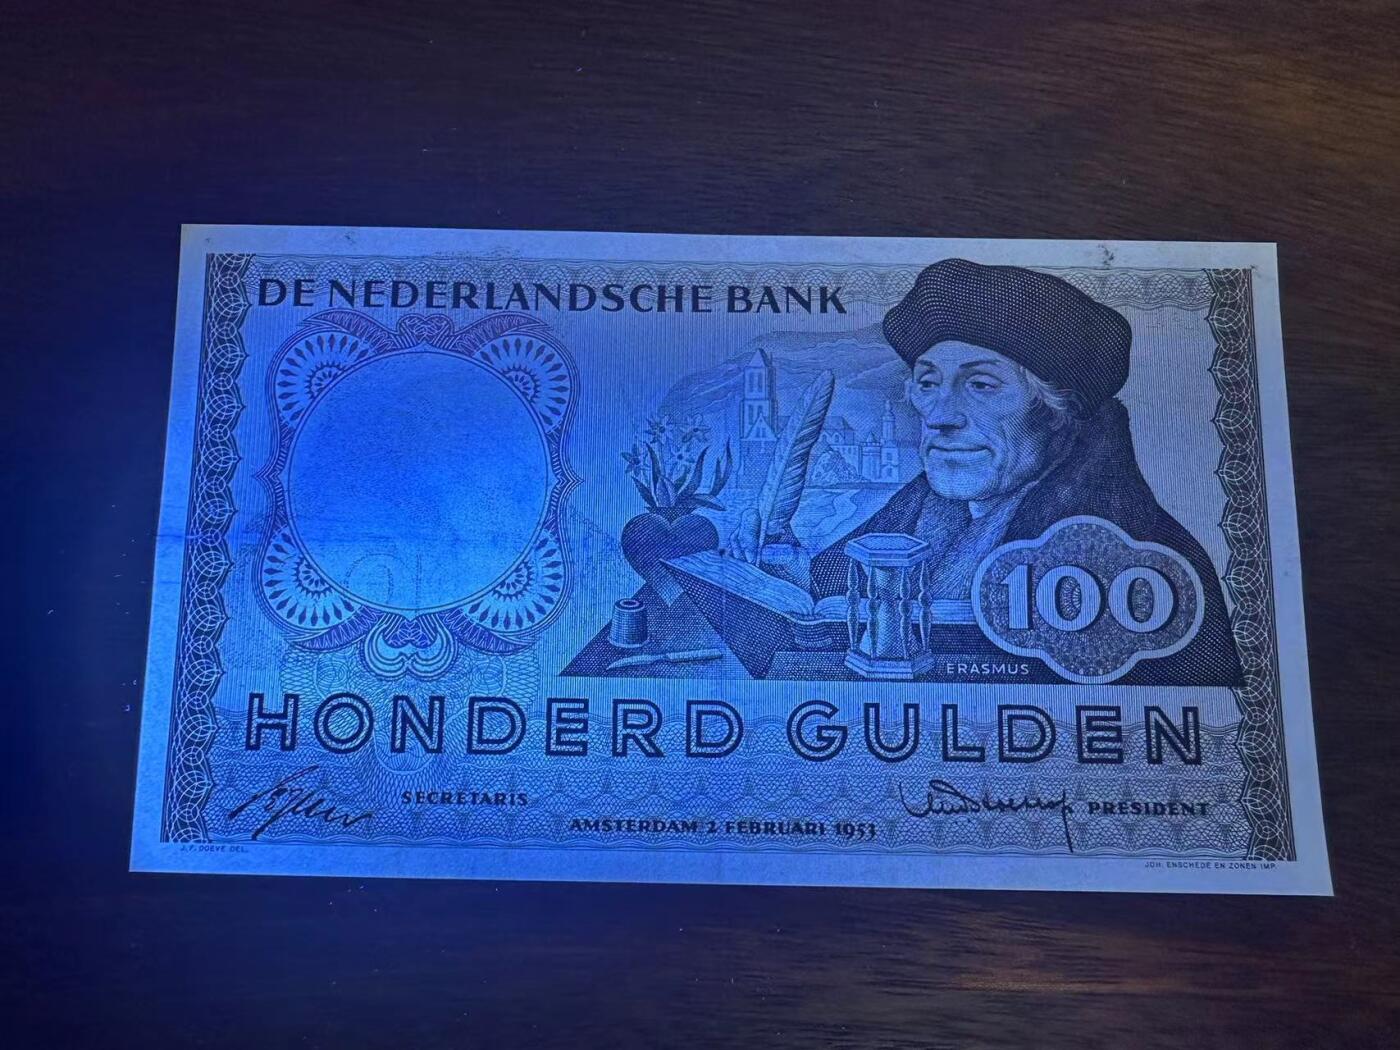 DE NEDERLANDSCHE BANK
100
ERASMUS
HONDERD GULDEN
SECRETARIS
PRESIDENT
AMSTERDAM 2 FEBRUARI 1953
J. F. DOEVE DEL.
JOH. ENSCHEDÉ EN ZONEN IMP.